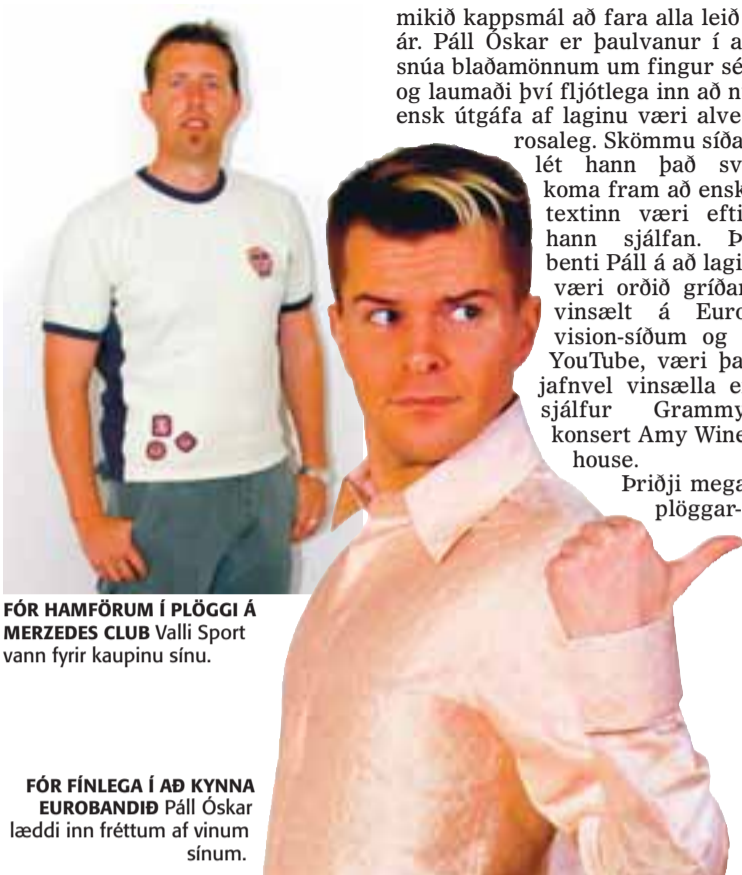 mikið kappsmál að fara alla leið
ár. Páll Óskar er þaulvanur í a
snúa blaðamönnum um fingur sé
og laumaði því fljótlega inn að n
ensk útgáfa af laginu væri alve
rosaleg. Skömmu síða
lét hann það sv
koma fram að ensk
textinn væri efti
hann sjálfan. Þ
benti Páll á að lagi
væri orðið gríðar
vinsælt á Euro
vision-síðum og
YouTube, væri þa
jafnvel vinsælla e
sjálfur Grammy
konsert Amy Wine
house.
Þriðji mega
plöggar-
FÓR HAMFÖRUM Í PLÖGGI Á
MERZEDES CLUB Valli Sport
vann fyrir kaupinu sínu.
FÓR FÍNLEGA Í AÐ KYNNA
EUROBANDIÐ Páll Óskar
læddi inn fréttum af vinum
sínum.